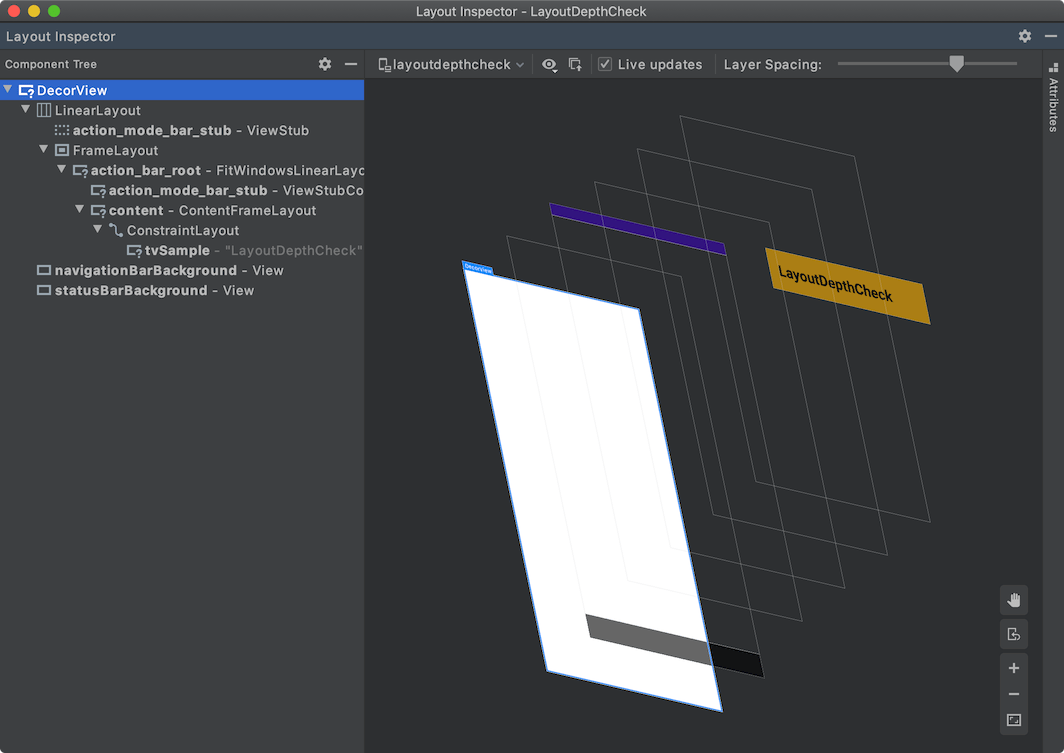 Layout Inspector - LayoutDepthCheck
Layout Inspector
Component Tree
layoutdepthcheck
Live updates
Layer Spacing:
Attributes
DecorView
LinearLayout
action_mode_bar_stub - ViewStub
FrameLayout
action_bar_root - FitWindowsLinearLayo
action_mode_bar_stub - ViewStubCo
content - ContentFrameLayout
ConstraintLayout
tvSample - "LayoutDepthCheck"
navigationBarBackground - View
statusBarBackground - View
DecorView
LayoutDepthCheck